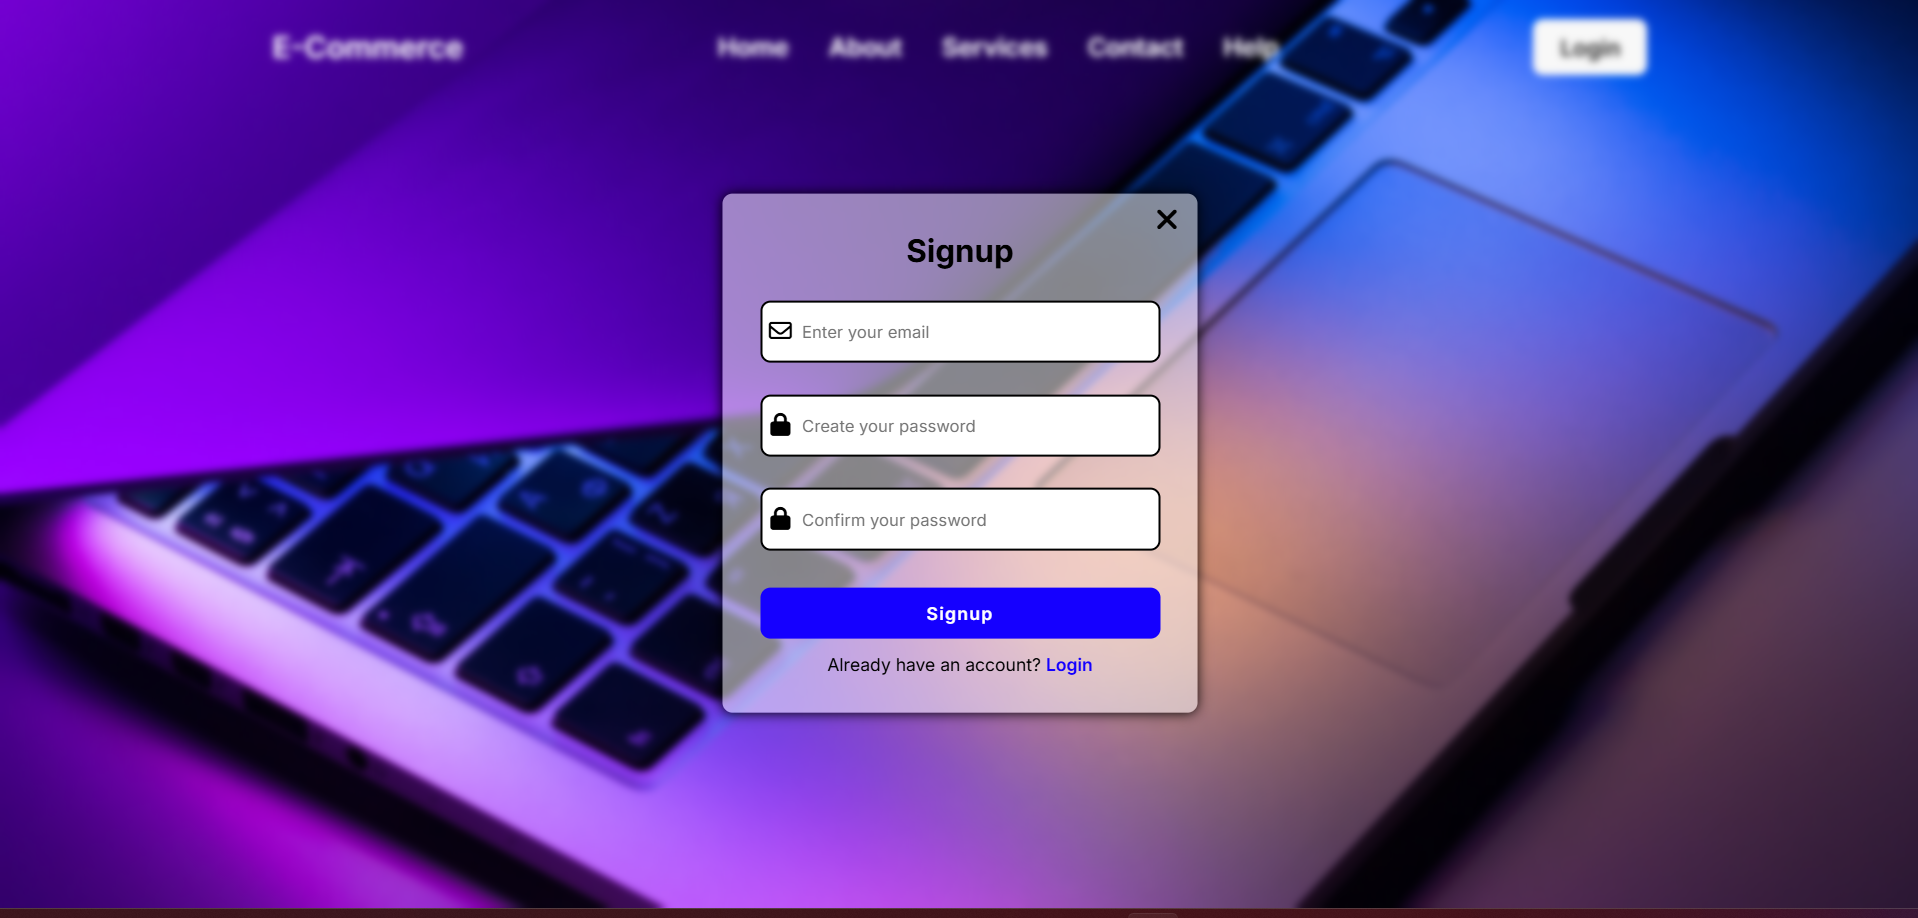 E-Commerce
Home About Services Contact Help
Login
Signup
Enter your email
Create your password
Confirm your password
Signup
Already have an account? Login